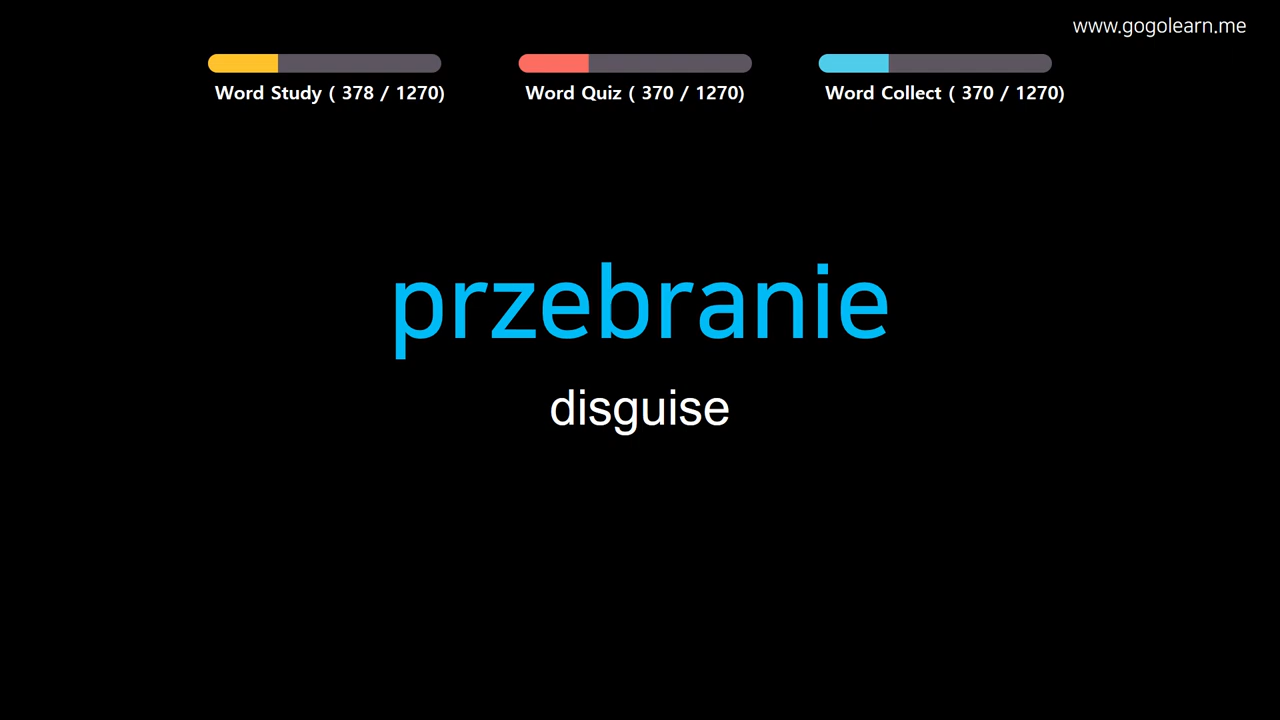 www.gogolearn.me
Word Study ( 378 / 1270)
Word Quiz ( 370 / 1270)
Word Collect ( 370 / 1270)
przebranie
disguise